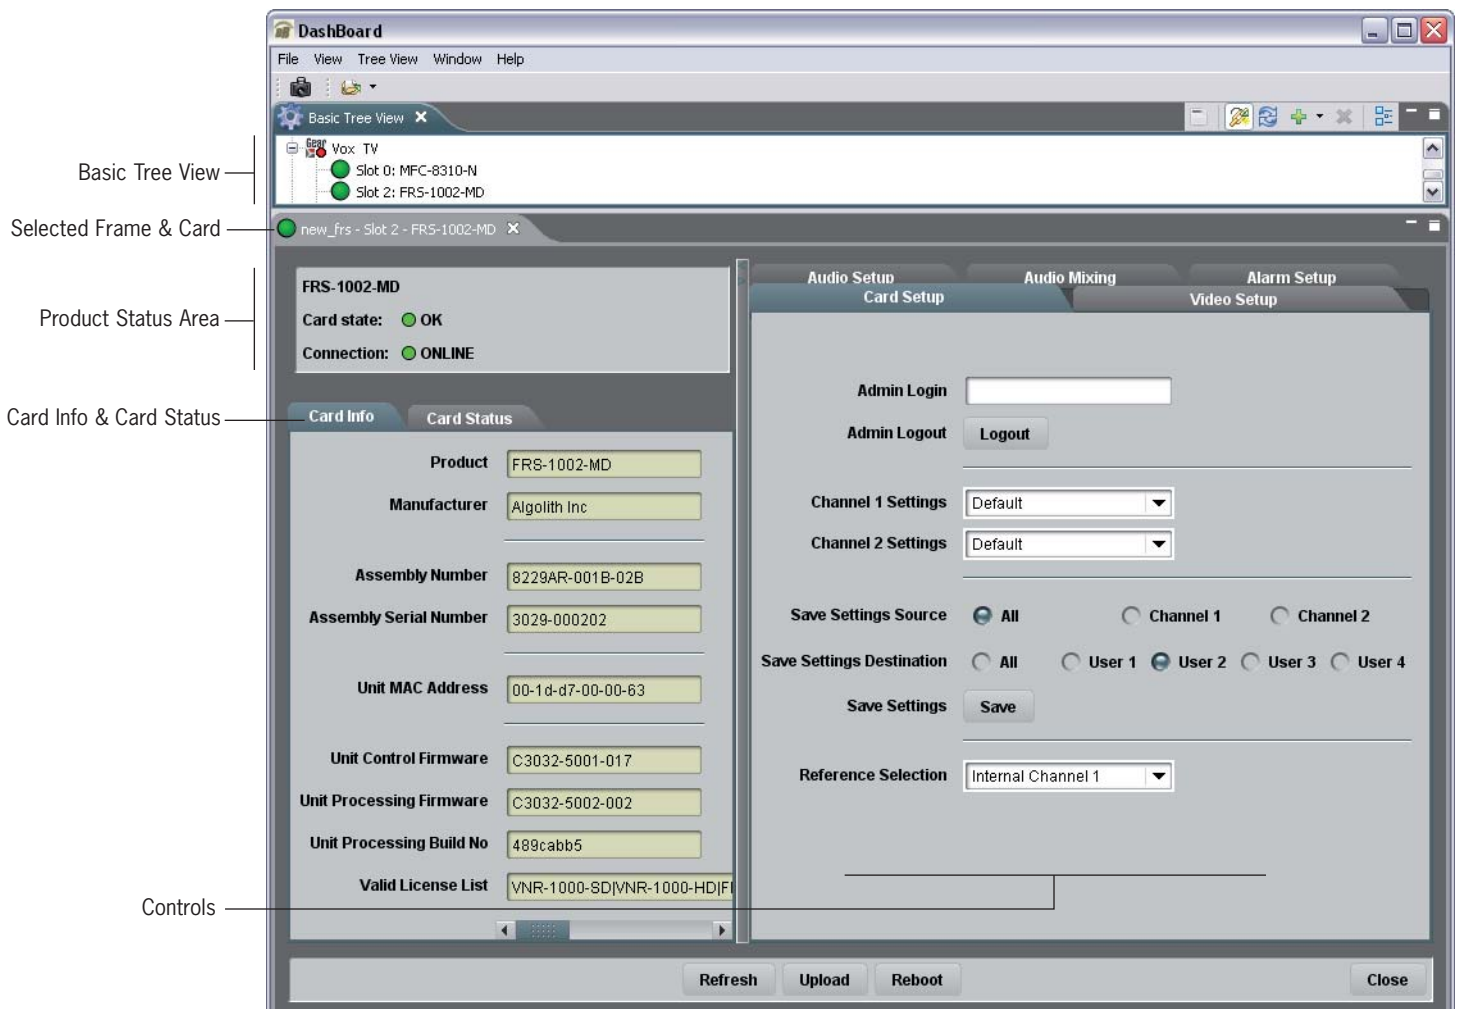 DashBoard
File View Tree View Window Help
Basic Tree View
Basic Tree View
Gear
Vox TV
Slot 0: MFC-8310-N
Slot 2: FRS-1002-MD
Selected Frame & Card
new_frs - Slot 2 - FRS-1002-MD
Product Status Area
FRS-1002-MD
Card state: OK
Connection: ONLINE
Card Info & Card Status
Card Info Card Status
Product FRS-1002-MD
Manufacturer Algolith Inc
Assembly Number 8229AR-001B-02B
Assembly Serial Number 3029-000202
Unit MAC Address 00-1d-d7-00-00-63
Unit Control Firmware C3032-5001-017
Unit Processing Firmware C3032-5002-002
Unit Processing Build No 489cabb5
Valid License List VNR-1000-SD|VNR-1000-HD|
Audio Setup Audio Mixing Alarm Setup
Card Setup Video Setup
Admin Login
Admin Logout Logout
Channel 1 Settings Default
Channel 2 Settings Default
Save Settings Source All Channel 1 Channel 2
Save Settings Destination All User 1 User 2 User 3 User 4
Save Settings Save
Reference Selection Internal Channel 1
Controls
Refresh Upload Reboot Close